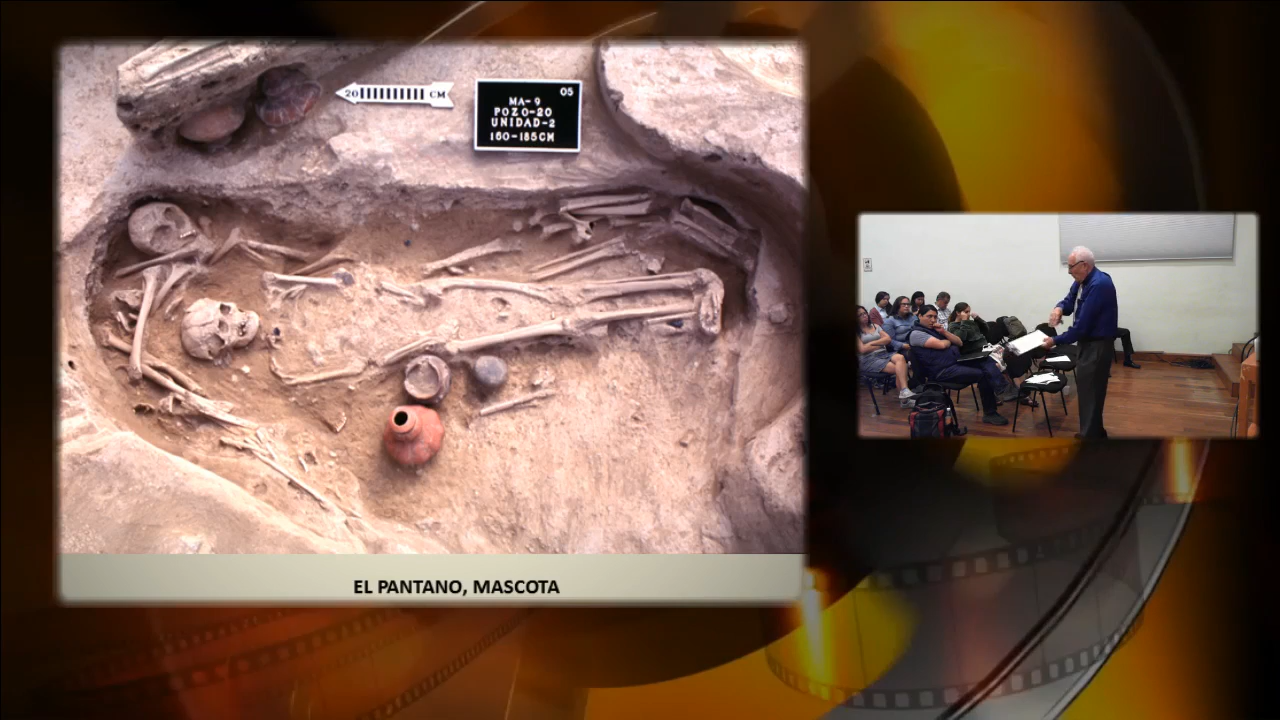 20 CM
05
MA-9
POZO-20
UNIDAD-2
160-185CM
EL PANTANO, MASCOTA